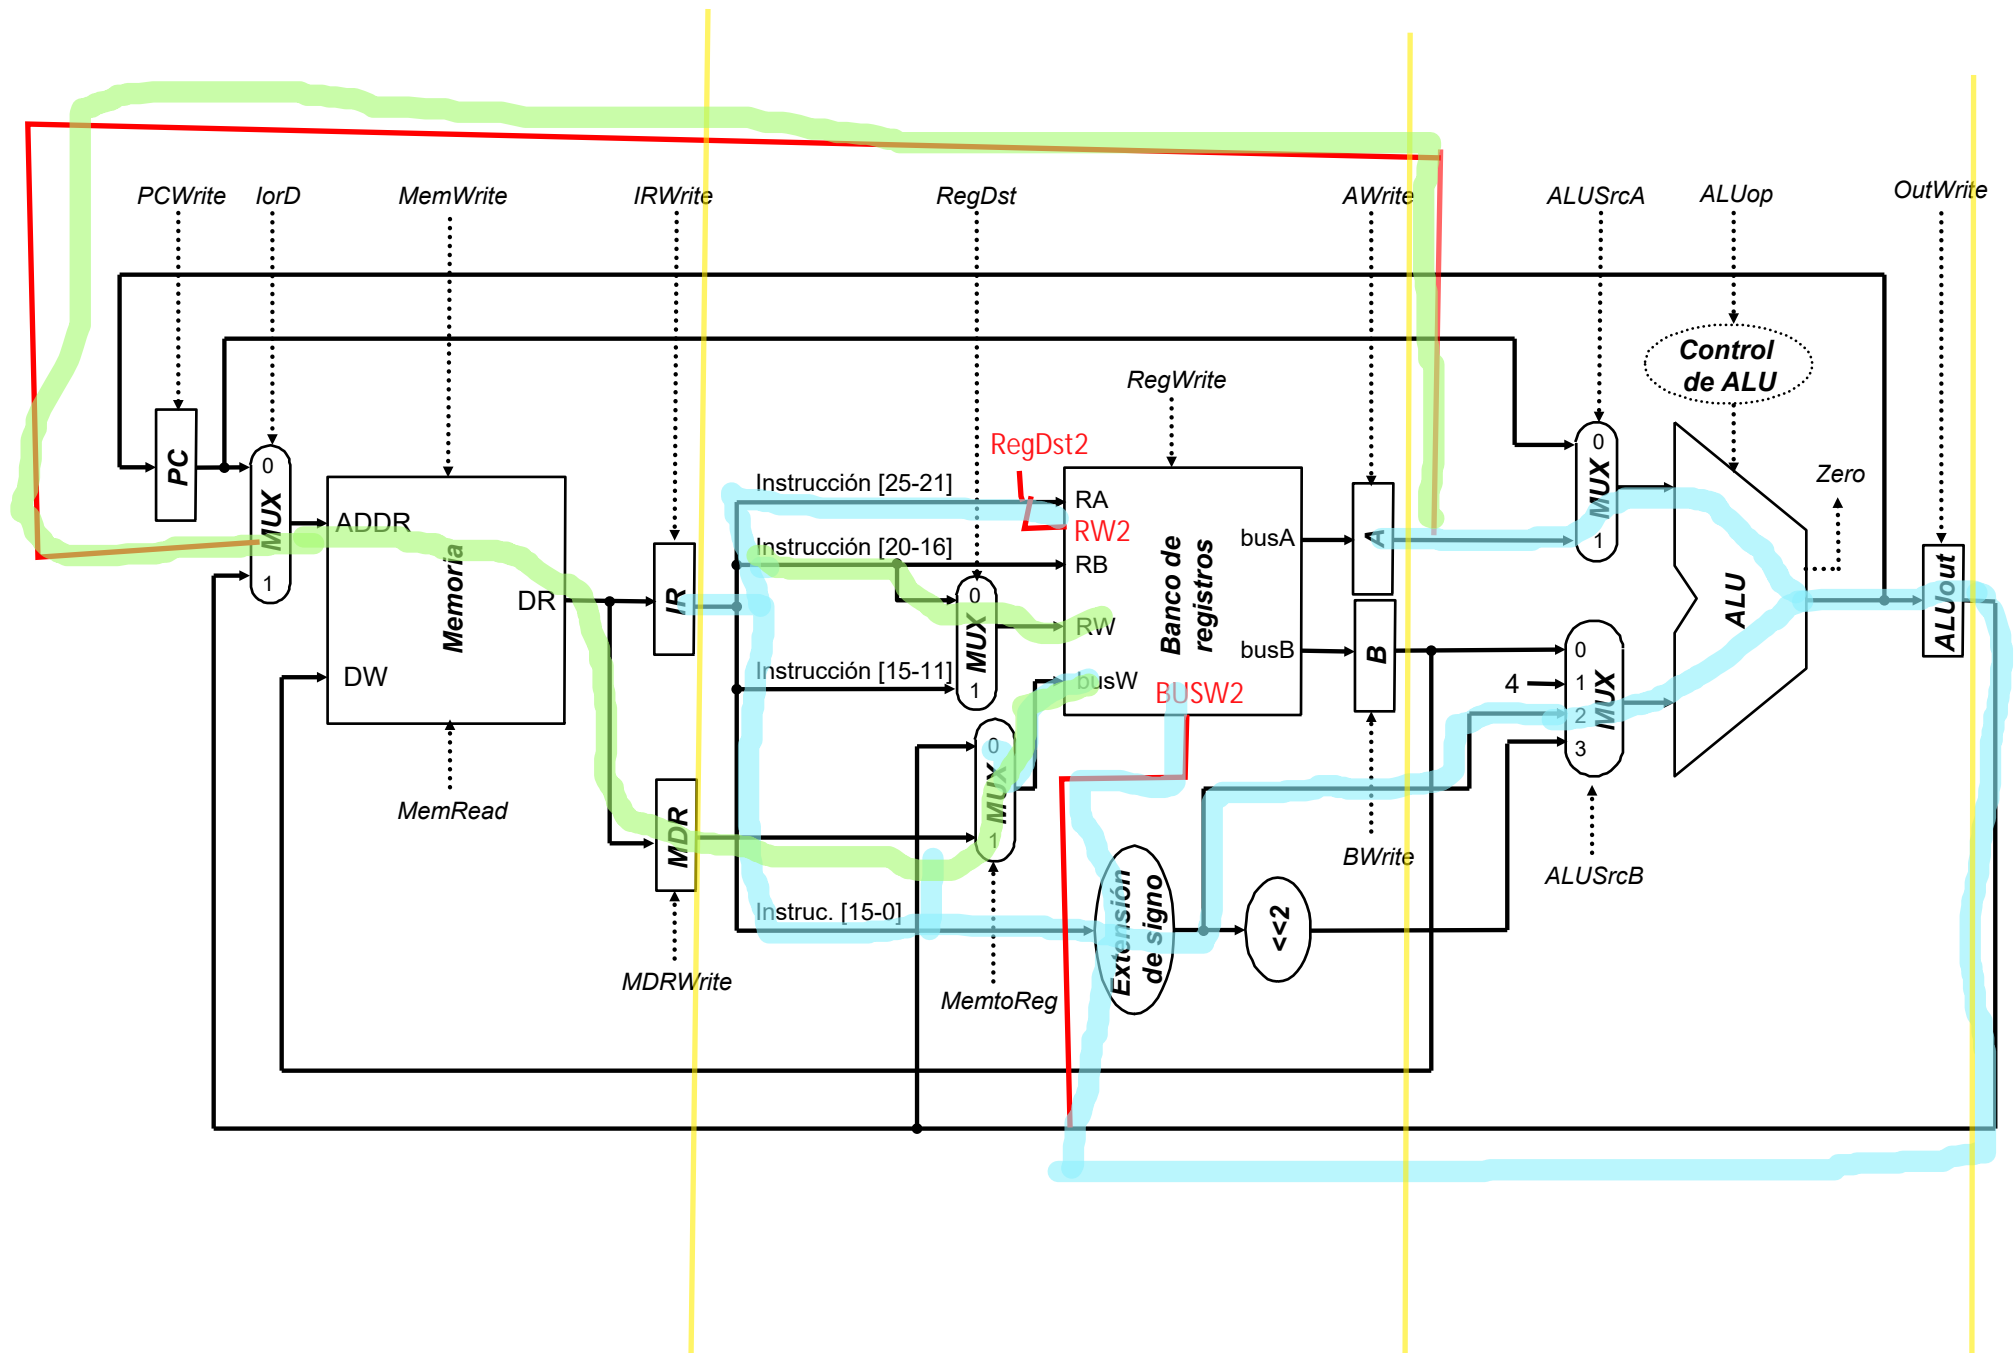 PCWrite
IorD
MemWrite
IRWrite
RegDst
AWrite
ALUSrcA
ALUop
OutWrite
Control
de ALU
RegWrite
RegDst2
Zero
PC
0
MUX
1
ADDR
Memoria
DR
DW
MemRead
IR
MDR
MDRWrite
Instrucción [25-21]
Instrucción [20-16]
Instrucción [15-11]
Instruc. [15-0]
0
MUX
1
0
MUX
1
MemtoReg
RA
RW2
RB
RW
busW
BUSW2
Banco de
registros
busA
busB
A
B
BWrite
Extensión
de signo
<<2
0
MUX
1
4
0
1
2
3
MUX
ALUSrcB
ALU
ALUout